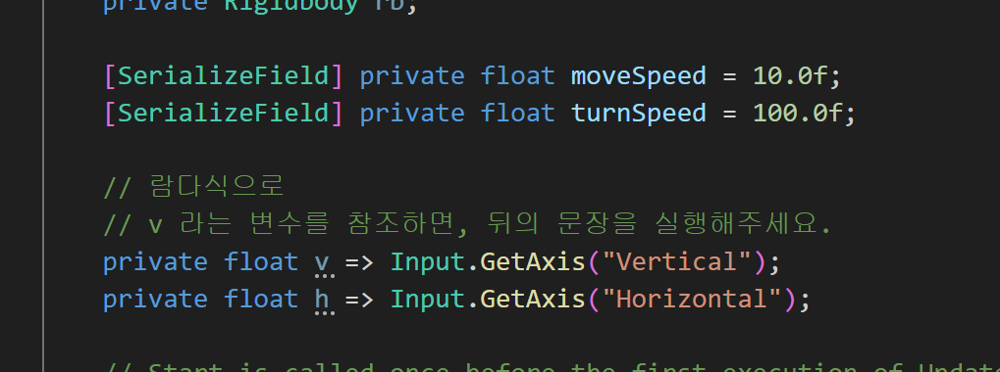 private Rigidbody rb;
[SerializeField] private float moveSpeed = 10.0f;
[SerializeField] private float turnSpeed = 100.0f;
// 람다식으로
// v 라는 변수를 참조하면, 뒤의 문장을 실행해주세요.
private float v => Input.GetAxis("Vertical");
private float h => Input.GetAxis("Horizontal");
// Start is called once before the first execution of Update